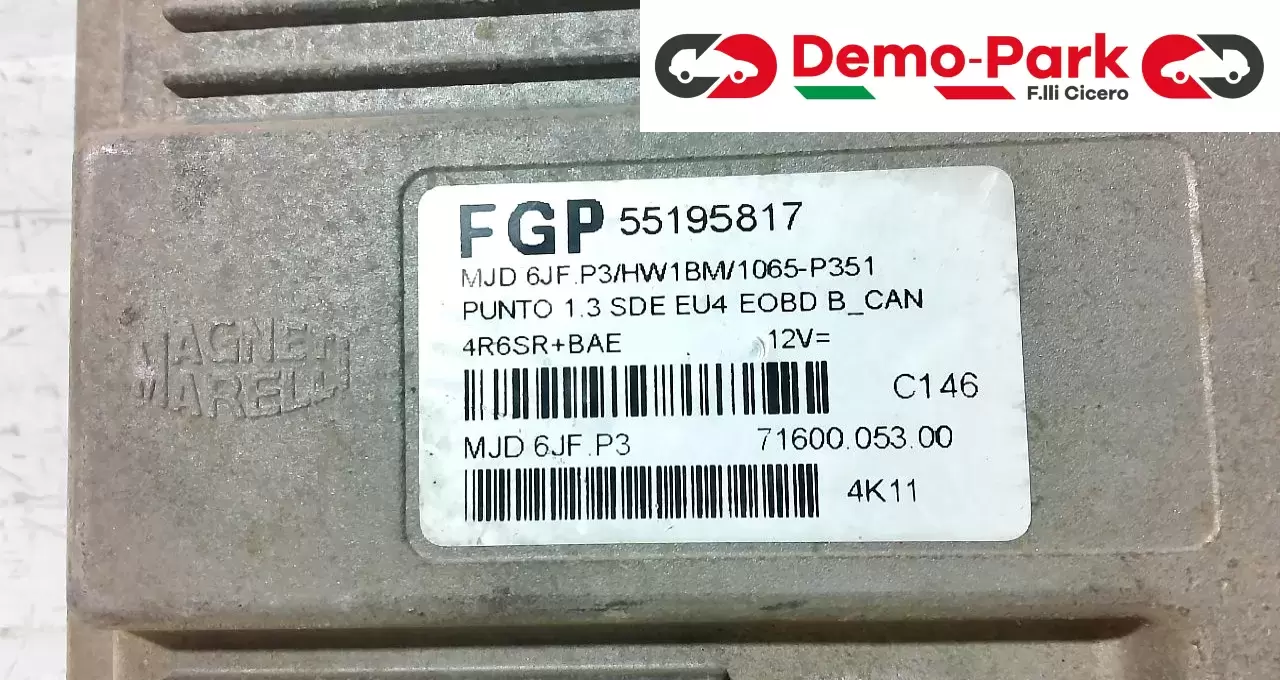 Demo-Park
F.lli Cicero
FGP 55195817
MJD 6JF.P3/HW1BM/1065-P351
PUNTO 1.3 SDE EU4 EOBD B_CAN
4R6SR+BAE 12V=
C146
MAGNETI
MARELLI
MJD 6JF.P3 71600.053.00
4K11